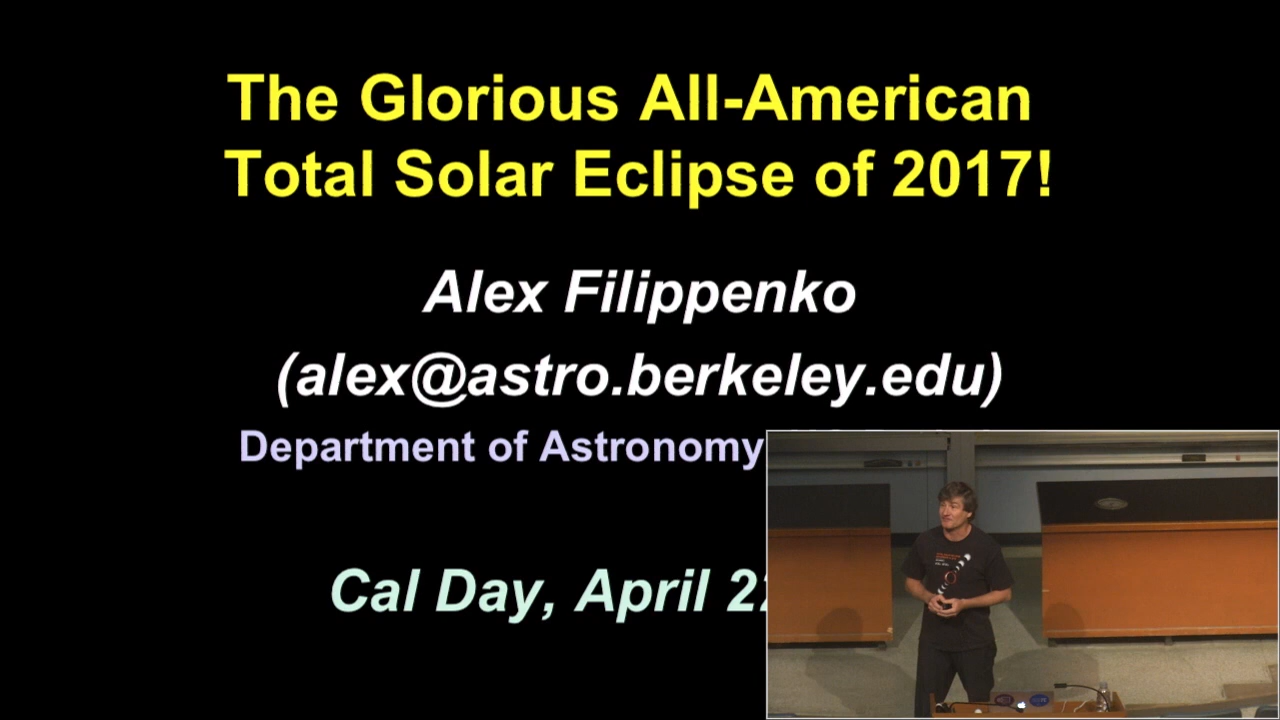 The Glorious All-American
Total Solar Eclipse of 2017!
Alex Filippenko
(alex@astro.berkeley.edu)
Department of Astronomy
Cal Day, April 22